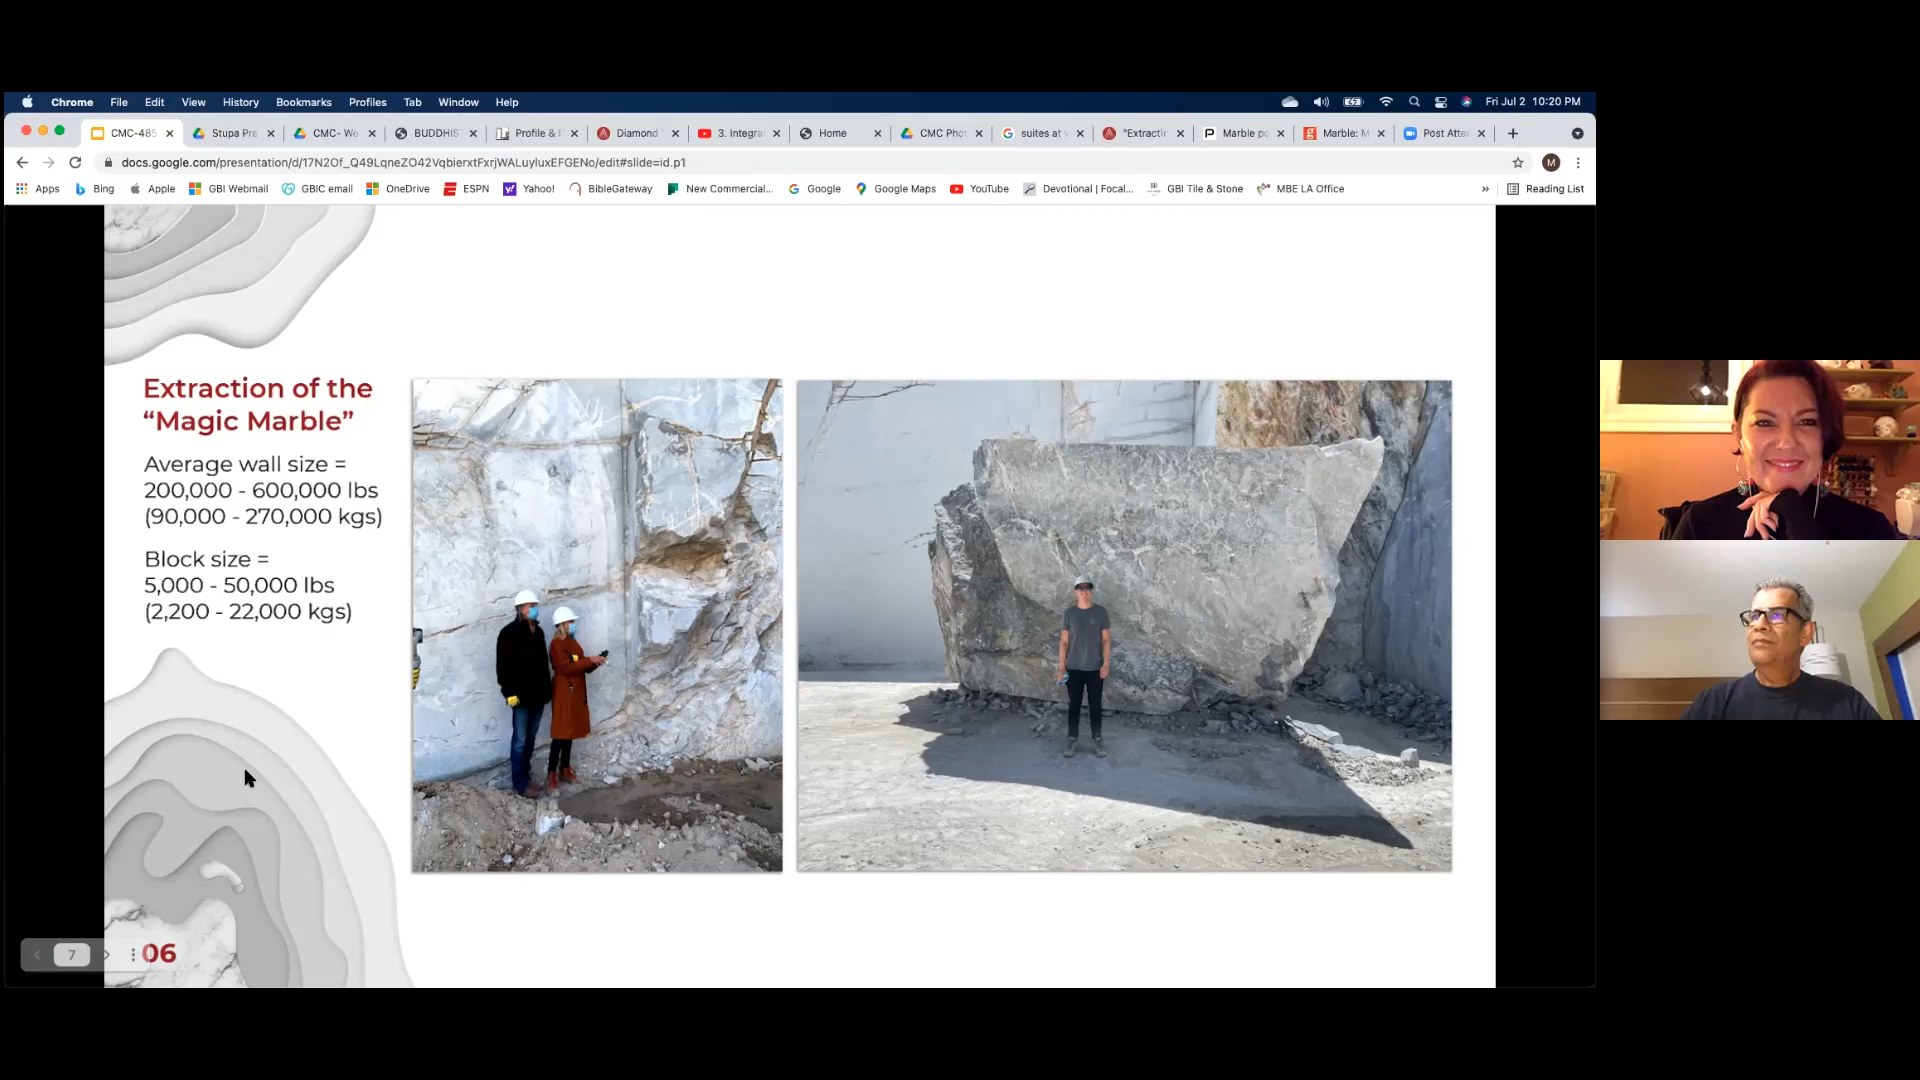 Chrome File Edit View History Bookmarks Profiles Tab Window Help Fri Jul 2 10:20 PM
CMC-485 Stupa Pre CMC- We BUDDHIS Profile & Diamond 3. Integra Home CMC Phot suites at "Extractin Marble po Marble: M Post Atte
docs.google.com/presentation/d/17N2Of_Q49LqneZO42VqbierxtFxrjWALuyluxEFGENo/edit#slide=id.p1 M
Apps Bing Apple GBI Webmail GBIC email OneDrive ESPN Yahoo! BibleGateway New Commercial... Google Google Maps YouTube Devotional | Focal... GBI Tile & Stone MBE LA Office » Reading List
Extraction of the
“Magic Marble”
Average wall size =
200,000 - 600,000 lbs
(90,000 - 270,000 kgs)
Block size =
5,000 - 50,000 lbs
(2,200 - 22,000 kgs)
7 06